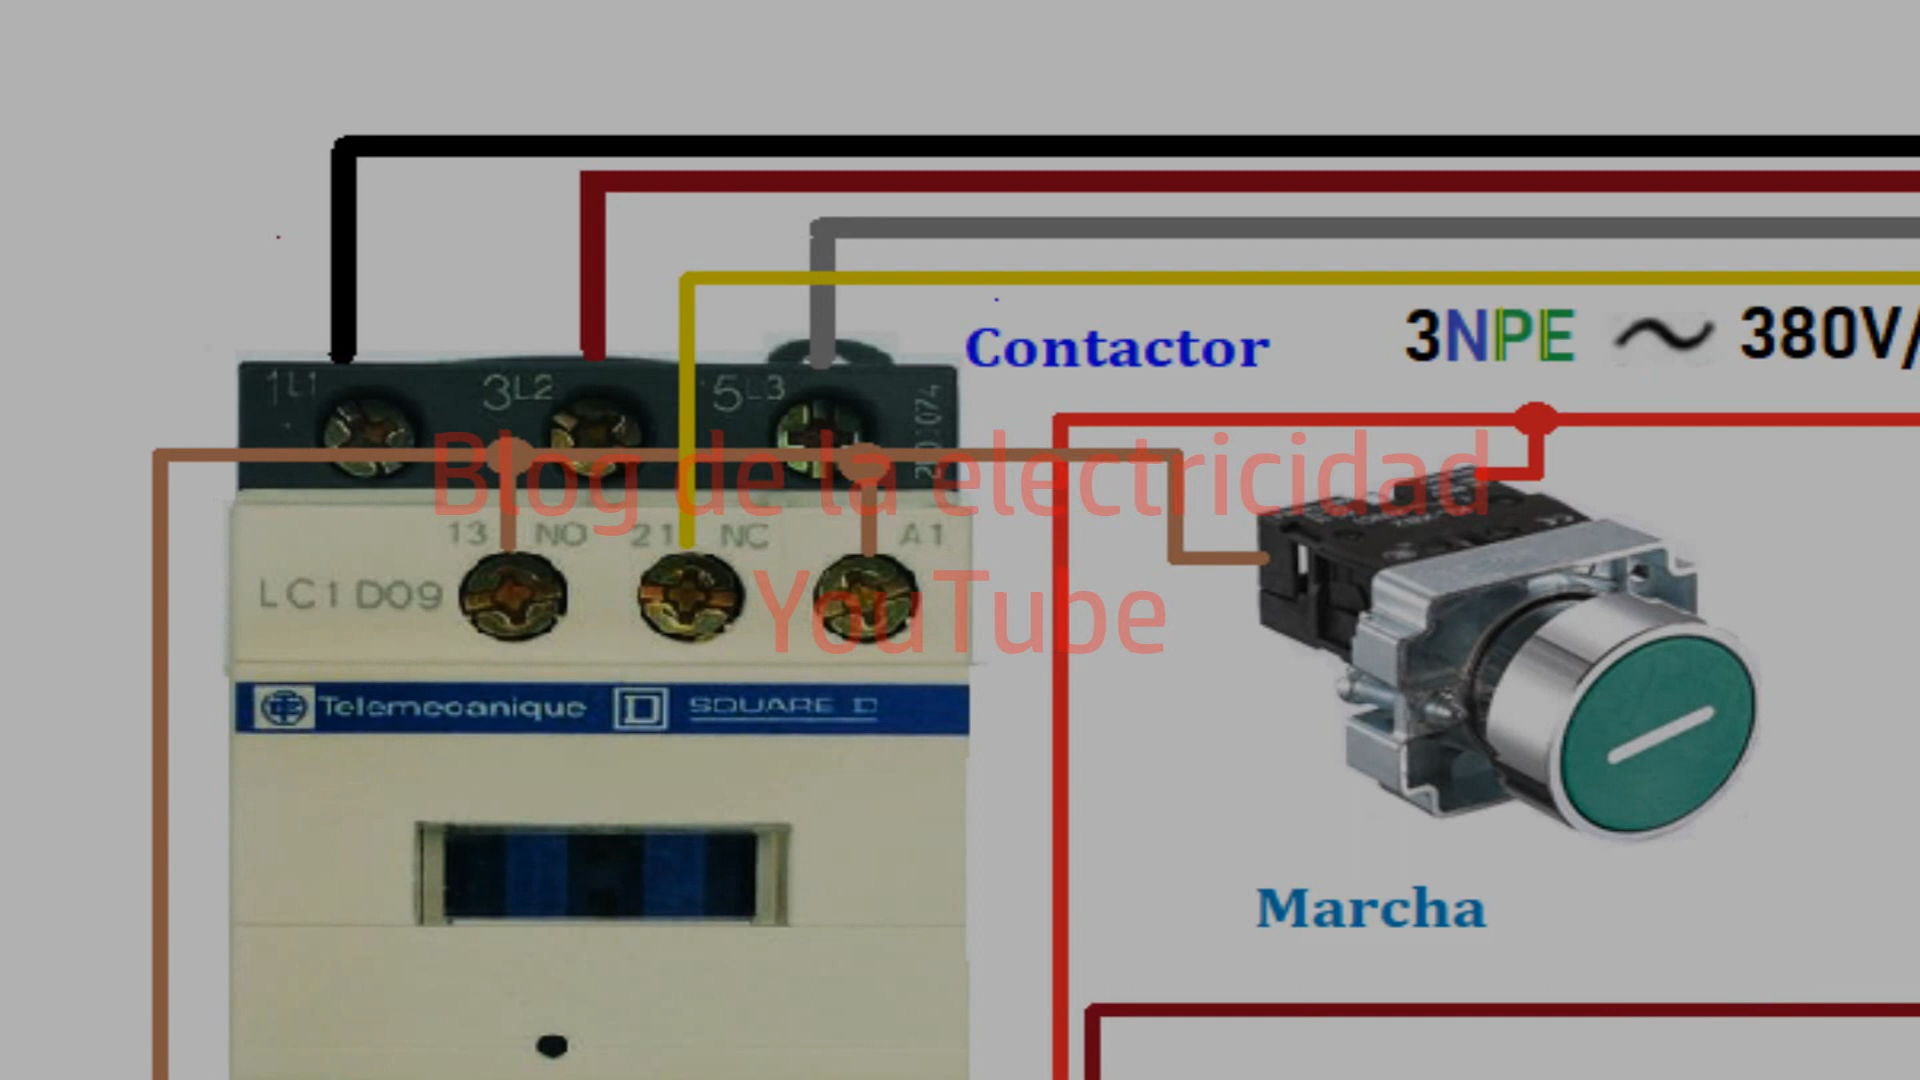 Contactor
3NPE ~ 380V/
1L1 3L2 5L3
Blog de la electricidad
YouTube
13 NO 21 NC A1
LC1 D09
Telemecanique D SQUARE D
Marcha